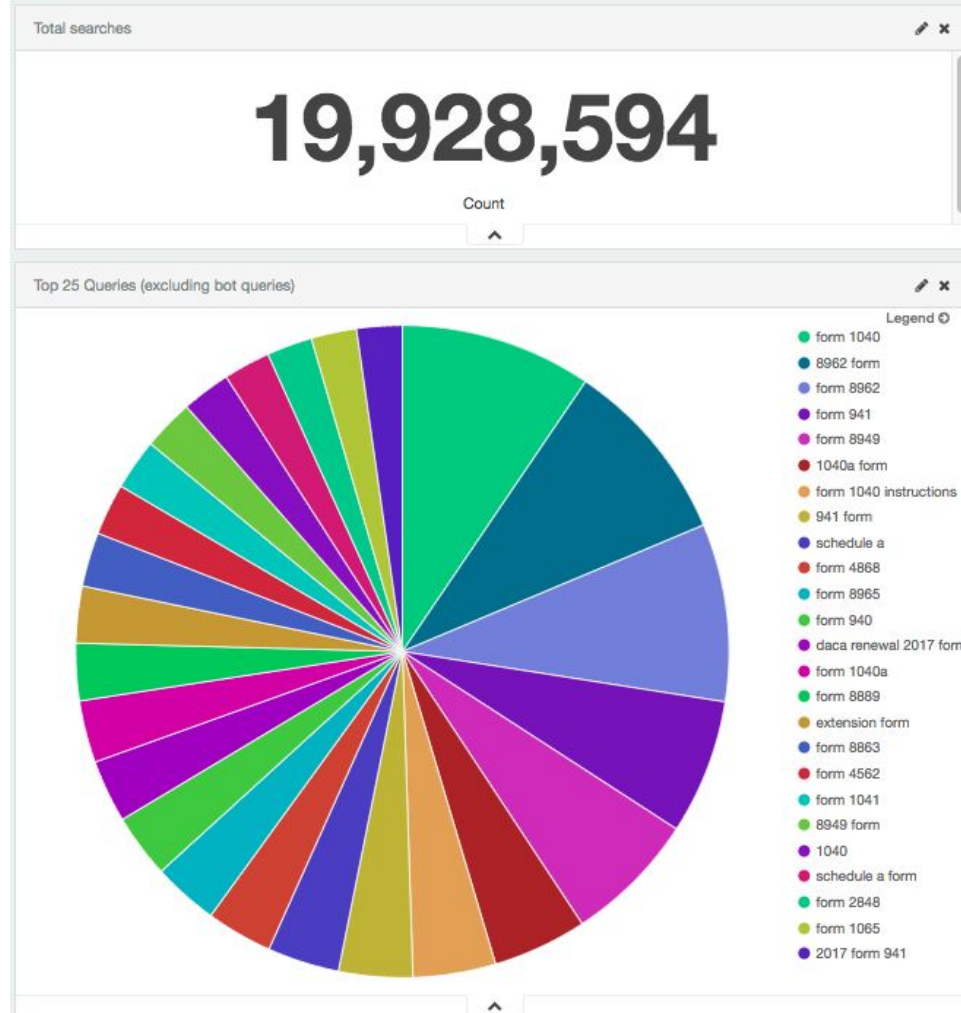 Total searches
19,928,594
Count
Top 25 Queries (excluding bot queries)
Legend
form 1040
8962 form
form 8962
form 941
form 8949
1040a form
form 1040 instructions
941 form
schedule a
form 4868
form 8965
form 940
daca renewal 2017 form
form 1040a
form 8889
extension form
form 8863
form 4562
form 1041
8949 form
1040
schedule a form
form 2848
form 1065
2017 form 941